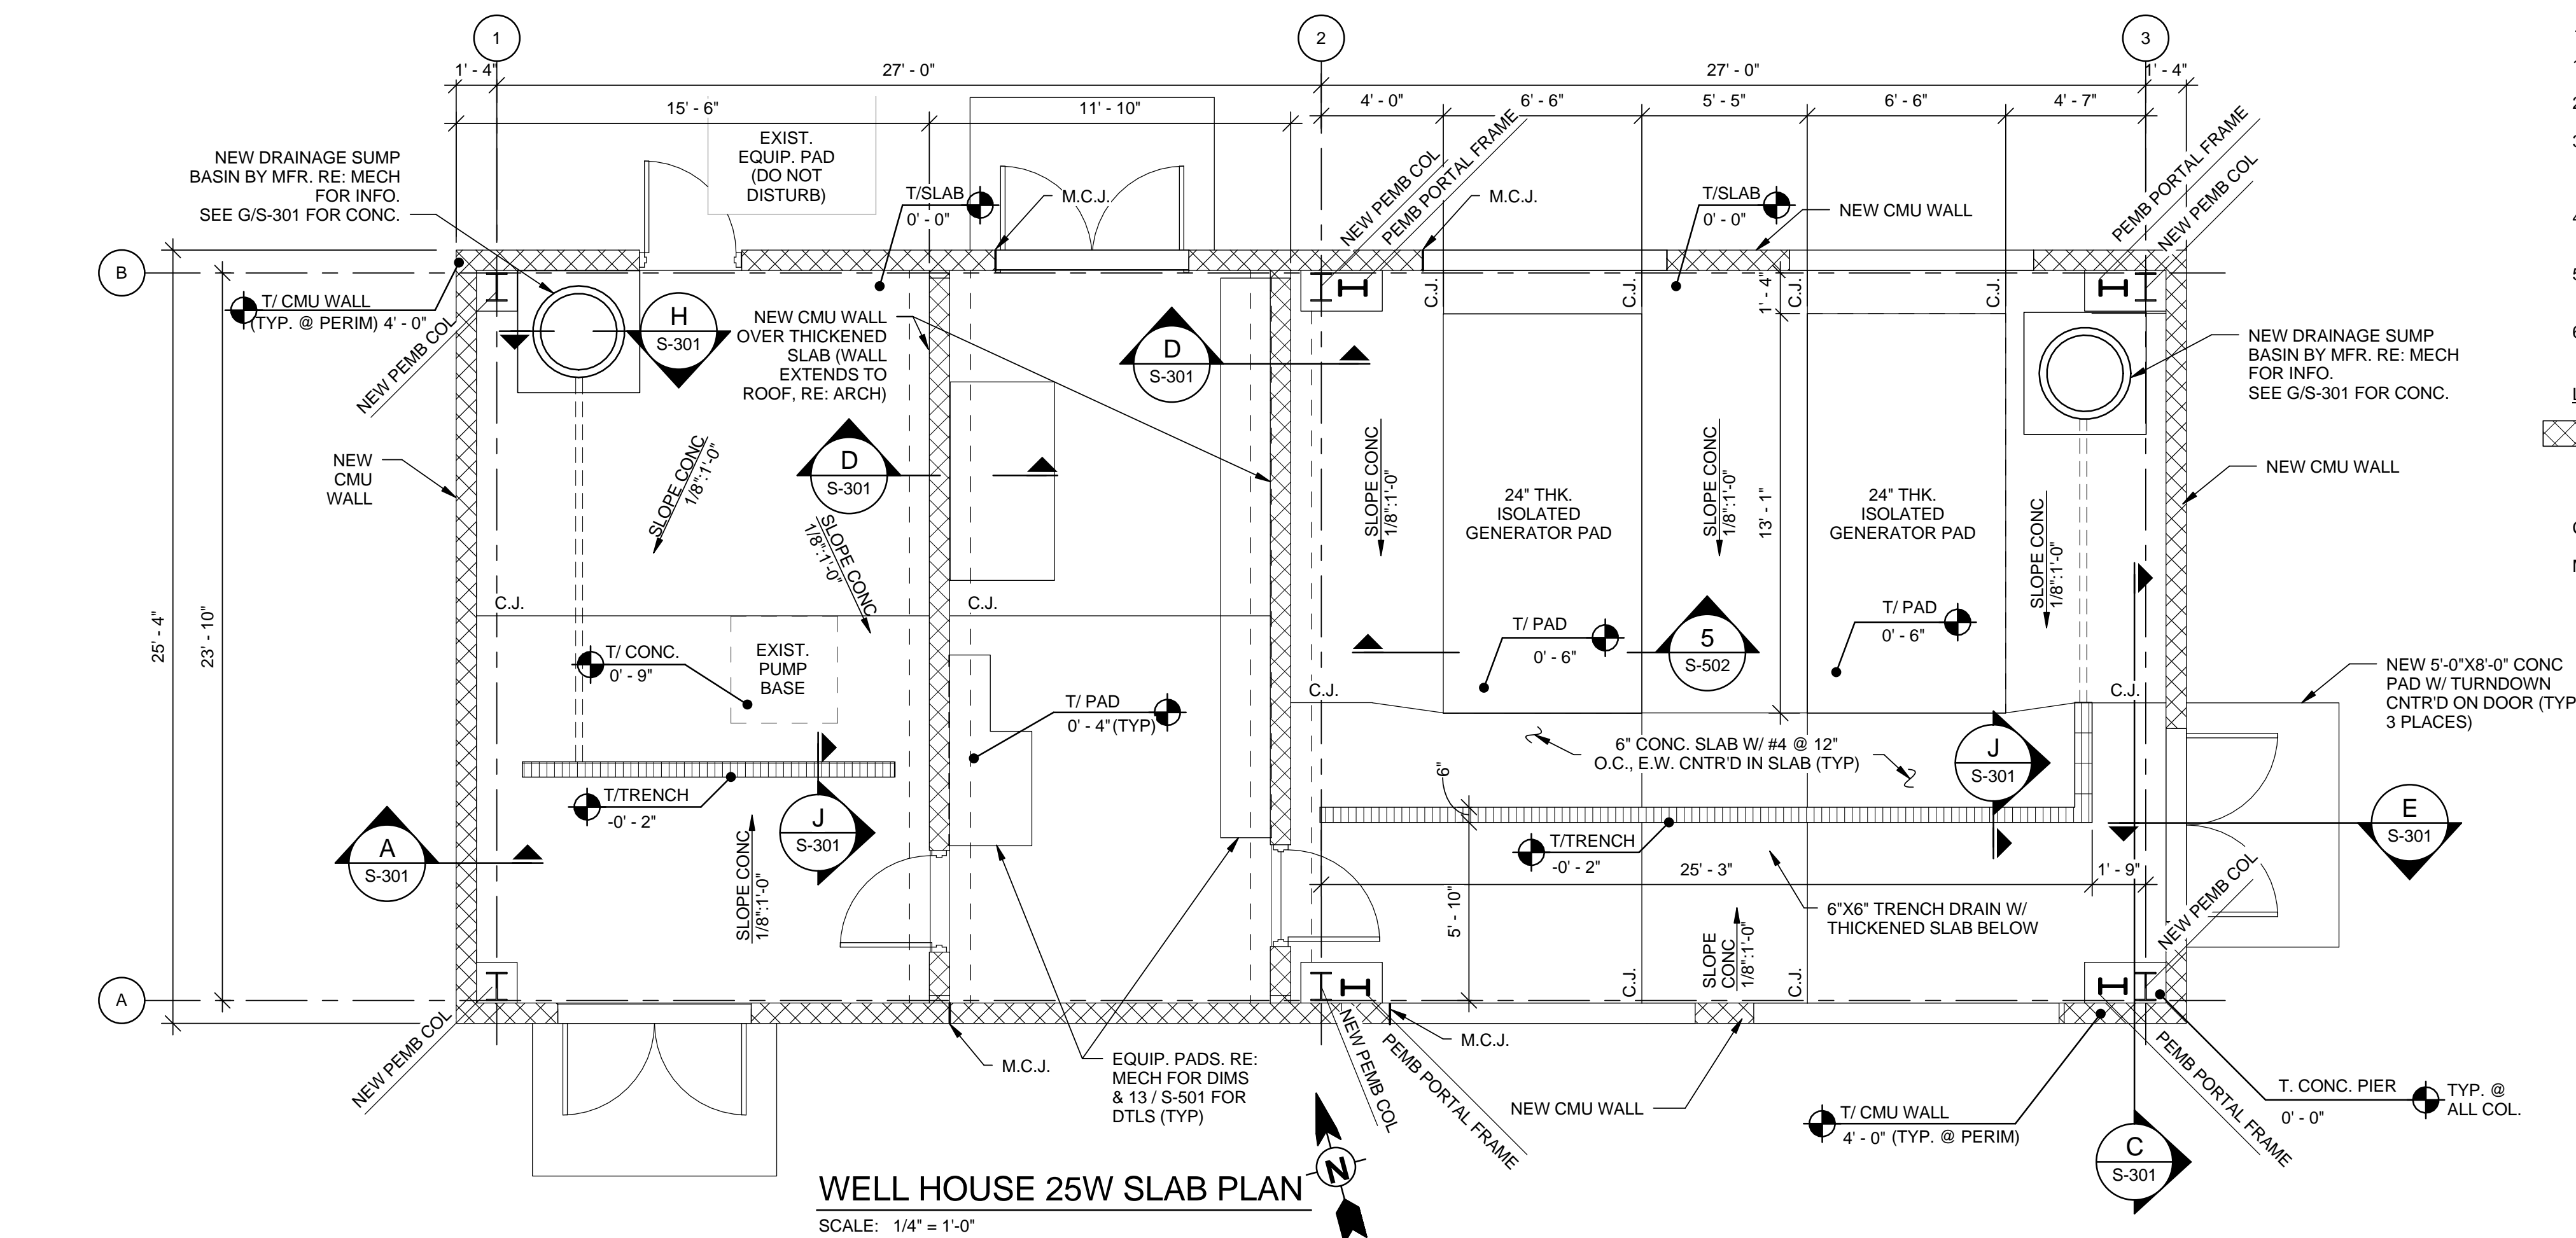 1
2
3
1' - 4"
27' - 0"
27' - 0"
1' - 4"
15' - 6"
11' - 10"
4' - 0"
6' - 6"
5' - 5"
6' - 6"
4' - 7"
EXIST.
EQUIP. PAD
(DO NOT
DISTURB)
NEW DRAINAGE SUMP
BASIN BY MFR. RE: MECH
FOR INFO.
SEE G/S-301 FOR CONC.
T/SLAB
0' - 0"
M.C.J.
NEW PEMB COL
PEMB PORTAL FRAME
M.C.J.
T/SLAB
0' - 0"
NEW CMU WALL
PEMB PORTAL FRAME
NEW PEMB COL
B
T/ CMU WALL
(TYP. @ PERIM) 4' - 0"
NEW PEMB COL
H
S-301
NEW CMU WALL
OVER THICKENED
SLAB (WALL
EXTENDS TO
ROOF, RE: ARCH)
D
S-301
C.J.
C.J.
1' - 4"
C.J.
C.J.
NEW DRAINAGE SUMP
BASIN BY MFR. RE: MECH
FOR INFO.
SEE G/S-301 FOR CONC.
NEW
CMU
WALL
SLOPE CONC
1/8":1'-0"
D
S-301
SLOPE CONC
1/8":1'-0"
SLOPE CONC
1/8":1'-0"
24" THK.
ISOLATED
GENERATOR PAD
SLOPE CONC
1/8":1'-0"
13' - 1"
24" THK.
ISOLATED
GENERATOR PAD
SLOPE CONC
1/8":1'-0"
NEW CMU WALL
25' - 4"
23' - 10"
C.J.
C.J.
T/ CONC.
0' - 9"
EXIST.
PUMP
BASE
T/ PAD
0' - 4"(TYP)
T/ PAD
0' - 6"
5
S-502
T/ PAD
0' - 6"
C.J.
C.J.
NEW 5'-0"X8'-0" CONC
PAD W/ TURNDOWN
CNTR'D ON DOOR (TYP
3 PLACES)
6" CONC. SLAB W/ #4 @ 12"
O.C., E.W. CNTR'D IN SLAB (TYP)
J
S-301
6"
T/TRENCH
-0' - 2"
J
S-301
A
S-301
SLOPE CONC
1/8":1'-0"
T/TRENCH
-0' - 2"
E
S-301
25' - 3"
1' - 9"
5' - 10"
6"X6" TRENCH DRAIN W/
THICKENED SLAB BELOW
SLOPE
CONC
1/8":1'-0"
C.J.
C.J.
NEW PEMB COL
A
NEW PEMB COL
M.C.J.
EQUIP. PADS. RE:
MECH FOR DIMS
& 13 / S-501 FOR
DTLS (TYP)
NEW PEMB COL
PEMB PORTAL FRAME
M.C.J.
NEW CMU WALL
T/ CMU WALL
4' - 0" (TYP. @ PERIM)
PEMB PORTAL FRAME
T. CONC. PIER
0' - 0"
TYP. @
ALL COL.
C
S-301
N
WELL HOUSE 25W SLAB PLAN
SCALE: 1/4" = 1'-0"